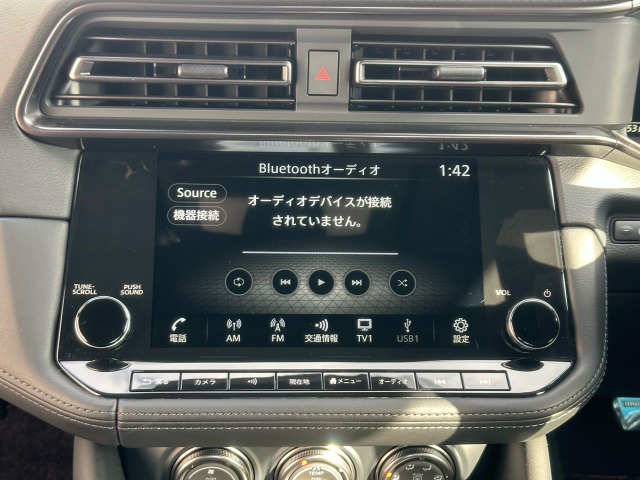 Bluetoothオーディオ
1:42
Source
機器接続
オーディオデバイスが接続
されていません。
TUNE・
SCROLL
PUSH
SOUND
VOL
電話
AM
FM
交通情報
TV1
USB1
設定
戻る
カメラ
現在地
メニュー
オーディオ
TEMP